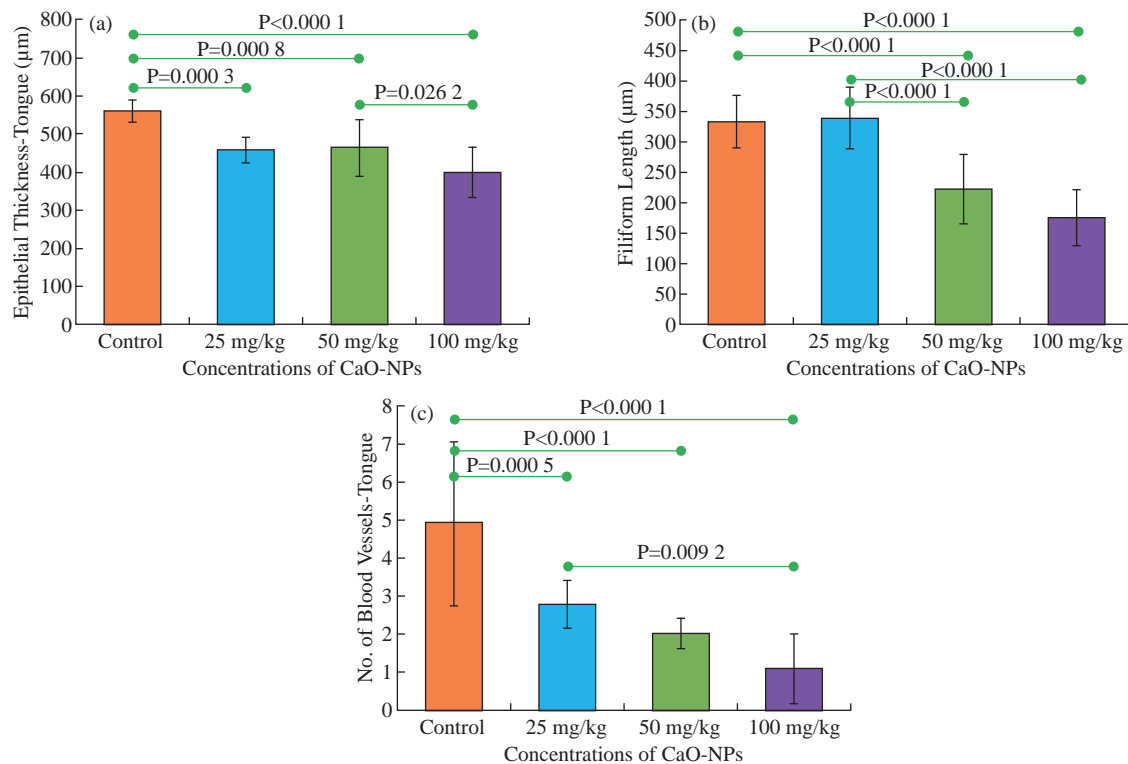 (a)
P<0.000 1
P=0.000 8
P=0.000 3
P=0.026 2
Epithelial Thickness-Tongue (µm)
800
700
600
500
400
300
200
100
0
Control 25 mg/kg 50 mg/kg 100 mg/kg
Concentrations of CaO-NPs
(b)
P<0.000 1
P<0.000 1
P<0.000 1
P<0.000 1
Filiform Length (µm)
500
450
400
350
300
250
200
150
100
50
0
Control 25 mg/kg 50 mg/kg 100 mg/kg
Concentrations of CaO-NPs
(c)
P<0.000 1
P<0.000 1
P=0.000 5
P=0.009 2
No. of Blood Vessels-Tongue
8
7
6
5
4
3
2
1
0
Control 25 mg/kg 50 mg/kg 100 mg/kg
Concentrations of CaO-NPs